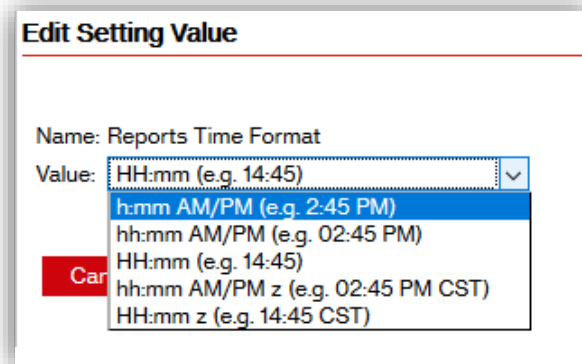 Edit Setting Value
Name: Reports Time Format
Value: HH:mm (e.g. 14:45)
h:mm AM/PM (e.g. 2:45 PM)
hh:mm AM/PM (e.g. 02:45 PM)
HH:mm (e.g. 14:45)
hh:mm AM/PM z (e.g. 02:45 PM CST)
HH:mm z (e.g. 14:45 CST)